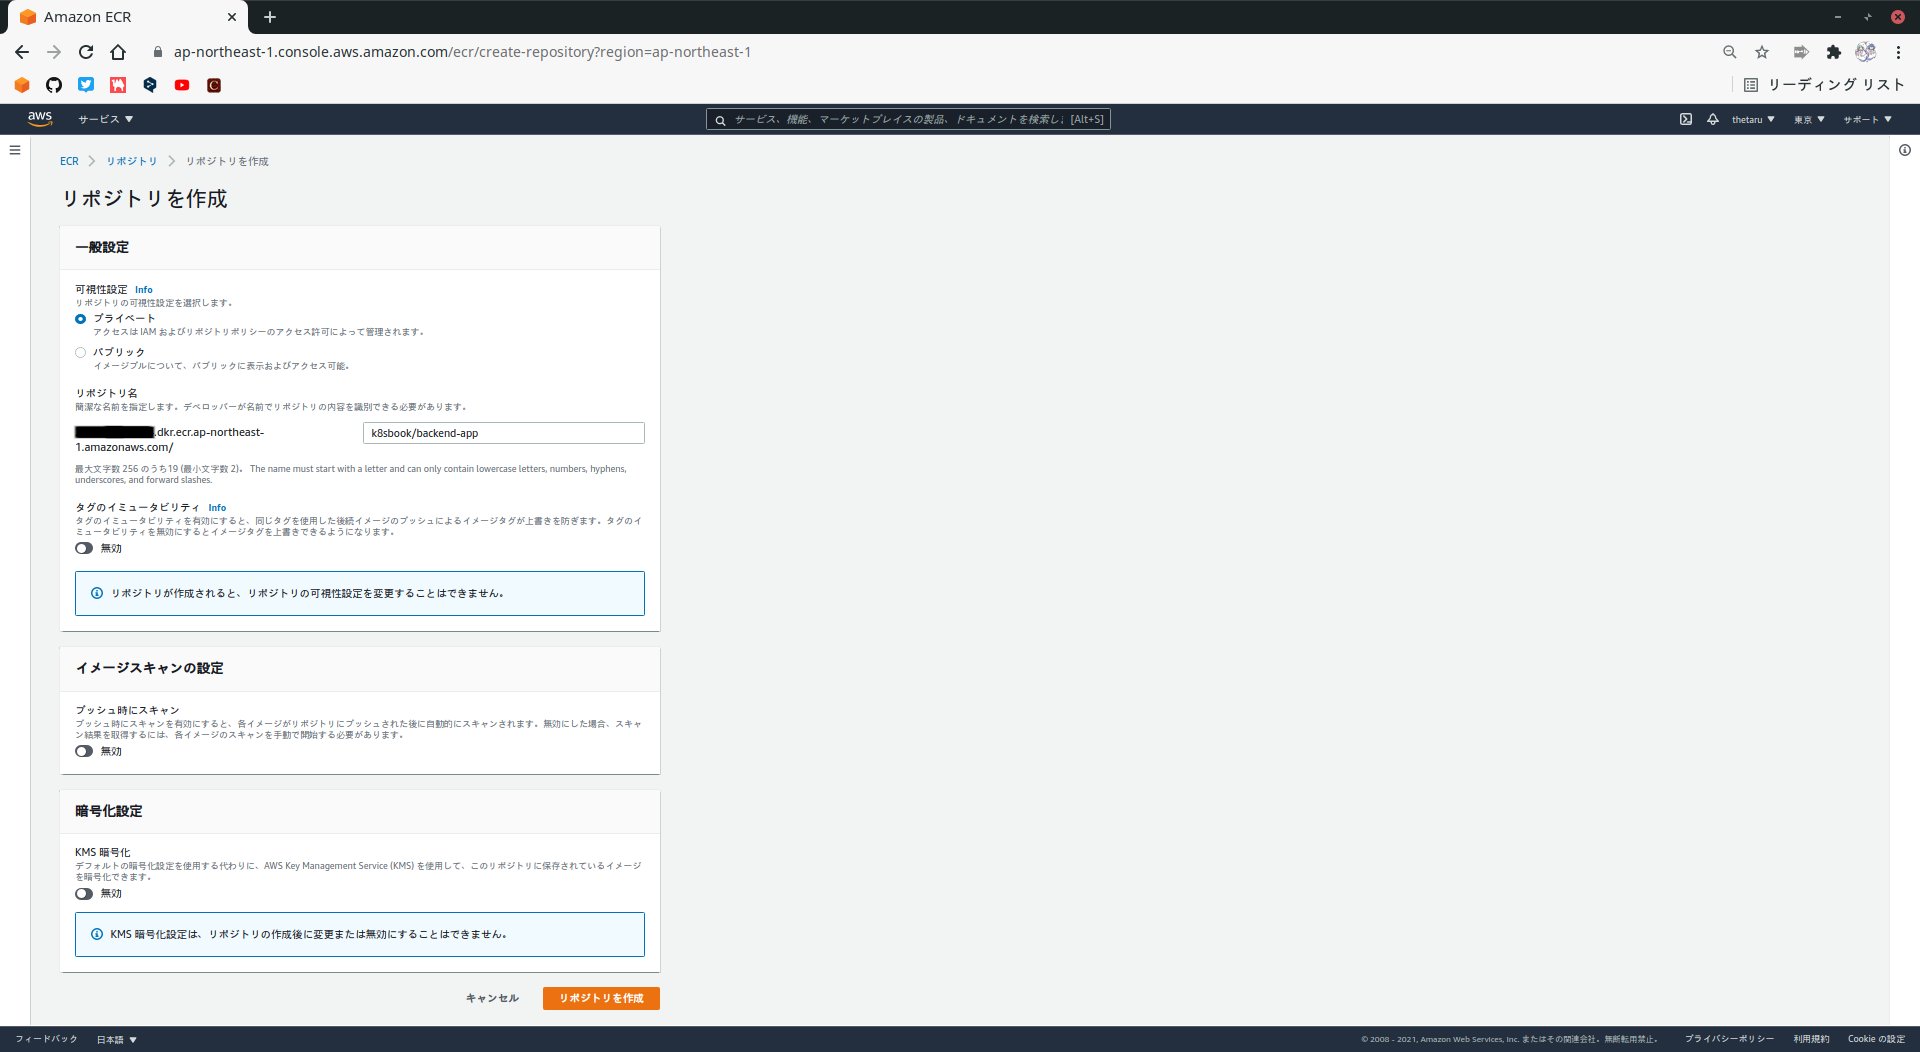 Amazon ECR
ap-northeast-1.console.aws.amazon.com/ecr/create-repository?region=ap-northeast-1
リーディング リスト
aws
サービス ▼
サービス、機能、マーケットプレイスの製品、ドキュメントを検索し [Alt+S]
thetaru ▼
東京 ▼
サポート ▼
ECR
リポジトリ
リポジトリを作成
リポジトリを作成
一般設定
可視性設定 Info
リポジトリの可視性設定を選択します。
プライベート
アクセスは IAM およびリポジトリポリシーのアクセス許可によって管理されます。
パブリック
イメージプルについて、パブリックに表示およびアクセス可能。
リポジトリ名
簡潔な名前を指定します。デベロッパーが名前でリポジトリの内容を識別できる必要があります。
.dkr.ecr.ap-northeast-
1.amazonaws.com/
k8sbook/backend-app
最大文字数 256 のうち19 (最小文字数 2)。 The name must start with a letter and can only contain lowercase letters, numbers, hyphens,
underscores, and forward slashes.
タグのイミュータビリティ Info
タグのイミュータビリティを有効にすると、同じタグを使用した後続イメージのプッシュによるイメージタグが上書きを防ぎます。タグのイ
ミュータビリティを無効にするとイメージタグを上書きできるようになります。
無効
リポジトリが作成されると、リポジトリの可視性設定を変更することはできません。
イメージスキャンの設定
プッシュ時にスキャン
プッシュ時にスキャンを有効にすると、各イメージがリポジトリにプッシュされた後に自動的にスキャンされます。無効にした場合、スキャ
ン結果を取得するには、各イメージのスキャンを手動で開始する必要があります。
無効
暗号化設定
KMS 暗号化
デフォルトの暗号化設定を使用する代わりに、AWS Key Management Service (KMS) を使用して、このリポジトリに保存されているイメージ
を暗号化できます。
無効
KMS 暗号化設定は、リポジトリの作成後に変更または無効にすることはできません。
キャンセル
リポジトリを作成
フィードバック
日本語 ▼
© 2008 - 2021, Amazon Web Services, Inc. またはその関連会社。無断転用禁止。
プライバシーポリシー
利用規約
Cookie の設定